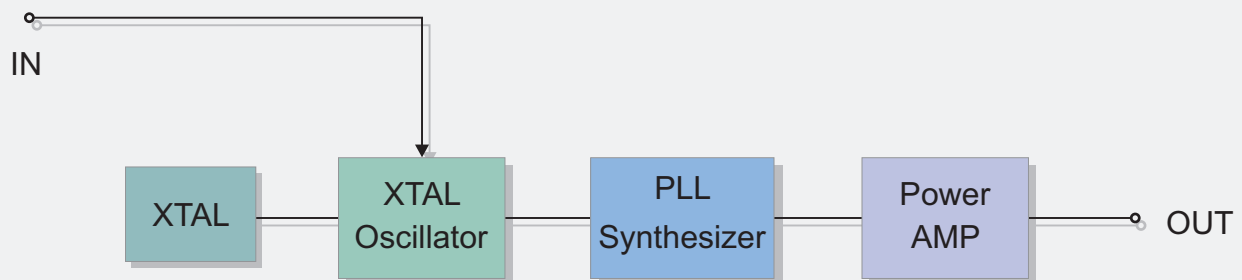 IN
XTAL
XTAL
Oscillator
PLL
Synthesizer
Power
AMP
OUT